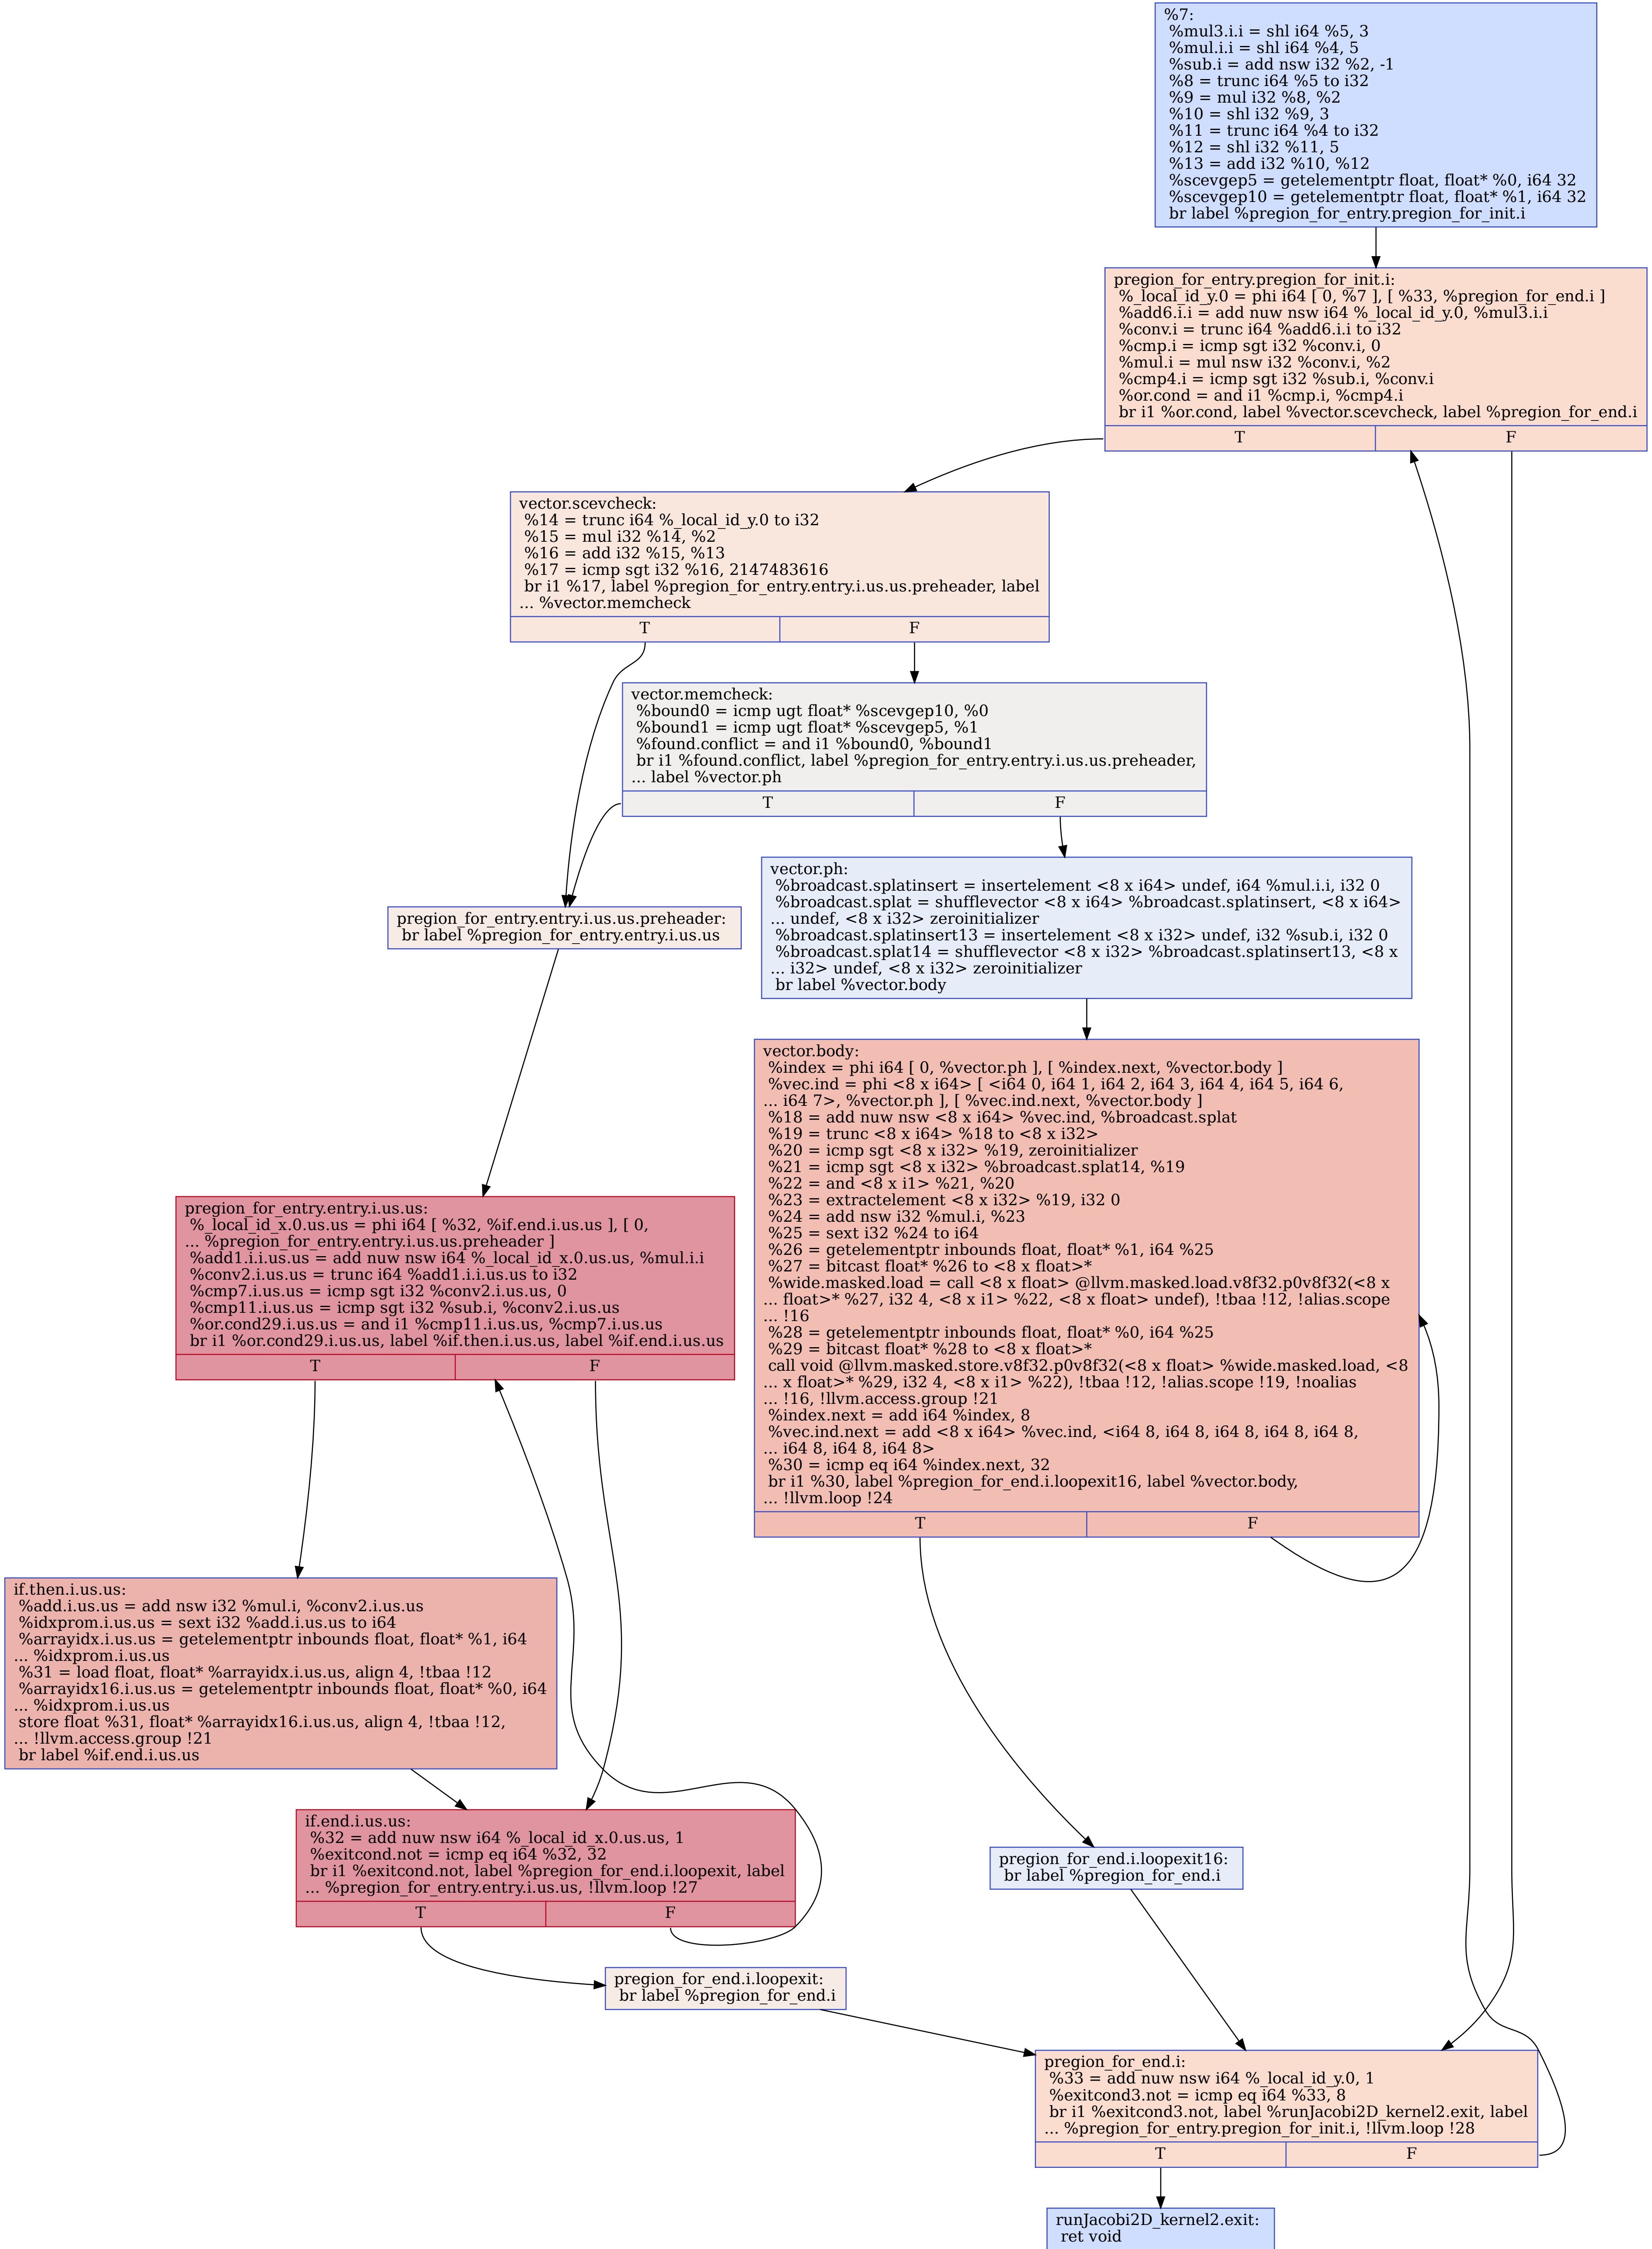 %7:
%mul3.i.i = shl i64 %5, 3
%mul.i.i = shl i64 %4, 5
%sub.i = add nsw i32 %2, -1
%8 = trunc i64 %5 to i32
%9 = mul i32 %8, %2
%10 = shl i32 %9, 3
%11 = trunc i64 %4 to i32
%12 = shl i32 %11, 5
%13 = add i32 %10, %12
%scevgep5 = getelementptr float, float* %0, i64 32
%scevgep10 = getelementptr float, float* %1, i64 32
br label %pregion_for_entry.pregion_for_init.i
pregion_for_entry.pregion_for_init.i:
%_local_id_y.0 = phi i64 [ 0, %7 ], [ %33, %pregion_for_end.i ]
%add6.i.i = add nuw nsw i64 %_local_id_y.0, %mul3.i.i
%conv.i = trunc i64 %add6.i.i to i32
%cmp.i = icmp sgt i32 %conv.i, 0
%mul.i = mul nsw i32 %conv.i, %2
%cmp4.i = icmp sgt i32 %sub.i, %conv.i
%or.cond = and i1 %cmp.i, %cmp4.i
br i1 %or.cond, label %vector.scevcheck, label %pregion_for_end.i
T F
vector.scevcheck:
%14 = trunc i64 %_local_id_y.0 to i32
%15 = mul i32 %14, %2
%16 = add i32 %15, %13
%17 = icmp sgt i32 %16, 2147483616
br i1 %17, label %pregion_for_entry.entry.i.us.us.preheader, label
... %vector.memcheck
T F
vector.memcheck:
%bound0 = icmp ugt float* %scevgep10, %0
%bound1 = icmp ugt float* %scevgep5, %1
%found.conflict = and i1 %bound0, %bound1
br i1 %found.conflict, label %pregion_for_entry.entry.i.us.us.preheader,
... label %vector.ph
T F
vector.ph:
%broadcast.splatinsert = insertelement <8 x i64> undef, i64 %mul.i.i, i32 0
%broadcast.splat = shufflevector <8 x i64> %broadcast.splatinsert, <8 x i64>
... undef, <8 x i32> zeroinitializer
%broadcast.splatinsert13 = insertelement <8 x i32> undef, i32 %sub.i, i32 0
%broadcast.splat14 = shufflevector <8 x i32> %broadcast.splatinsert13, <8 x
... i32> undef, <8 x i32> zeroinitializer
br label %vector.body
pregion_for_entry.entry.i.us.us.preheader:
br label %pregion_for_entry.entry.i.us.us
vector.body:
%index = phi i64 [ 0, %vector.ph ], [ %index.next, %vector.body ]
%vec.ind = phi <8 x i64> [ <i64 0, i64 1, i64 2, i64 3, i64 4, i64 5, i64 6,
... i64 7>, %vector.ph ], [ %vec.ind.next, %vector.body ]
%18 = add nuw nsw <8 x i64> %vec.ind, %broadcast.splat
%19 = trunc <8 x i64> %18 to <8 x i32>
%20 = icmp sgt <8 x i32> %19, zeroinitializer
%21 = icmp sgt <8 x i32> %broadcast.splat14, %19
%22 = and <8 x i1> %21, %20
%23 = extractelement <8 x i32> %19, i32 0
%24 = add nsw i32 %mul.i, %23
%25 = sext i32 %24 to i64
%26 = getelementptr inbounds float, float* %1, i64 %25
%27 = bitcast float* %26 to <8 x float>*
%wide.masked.load = call <8 x float> @llvm.masked.load.v8f32.p0v8f32(<8 x
... float>* %27, i32 4, <8 x i1> %22, <8 x float> undef), !tbaa !12, !alias.scope
... !16
%28 = getelementptr inbounds float, float* %0, i64 %25
%29 = bitcast float* %28 to <8 x float>*
call void @llvm.masked.store.v8f32.p0v8f32(<8 x float> %wide.masked.load, <8
... x float>* %29, i32 4, <8 x i1> %22), !tbaa !12, !alias.scope !19, !noalias
... !16, !llvm.access.group !21
%index.next = add i64 %index, 8
%vec.ind.next = add <8 x i64> %vec.ind, <i64 8, i64 8, i64 8, i64 8, i64 8,
... i64 8, i64 8, i64 8>
%30 = icmp eq i64 %index.next, 32
br i1 %30, label %pregion_for_end.i.loopexit16, label %vector.body,
... !llvm.loop !24
T F
pregion_for_entry.entry.i.us.us:
%_local_id_x.0.us.us = phi i64 [ %32, %if.end.i.us.us ], [ 0,
... %pregion_for_entry.entry.i.us.us.preheader ]
%add1.i.i.us.us = add nuw nsw i64 %_local_id_x.0.us.us, %mul.i.i
%conv2.i.us.us = trunc i64 %add1.i.i.us.us to i32
%cmp7.i.us.us = icmp sgt i32 %conv2.i.us.us, 0
%cmp11.i.us.us = icmp sgt i32 %sub.i, %conv2.i.us.us
%or.cond29.i.us.us = and i1 %cmp11.i.us.us, %cmp7.i.us.us
br i1 %or.cond29.i.us.us, label %if.then.i.us.us, label %if.end.i.us.us
T F
if.then.i.us.us:
%add.i.us.us = add nsw i32 %mul.i, %conv2.i.us.us
%idxprom.i.us.us = sext i32 %add.i.us.us to i64
%arrayidx.i.us.us = getelementptr inbounds float, float* %1, i64
... %idxprom.i.us.us
%31 = load float, float* %arrayidx.i.us.us, align 4, !tbaa !12
%arrayidx16.i.us.us = getelementptr inbounds float, float* %0, i64
... %idxprom.i.us.us
store float %31, float* %arrayidx16.i.us.us, align 4, !tbaa !12,
... !llvm.access.group !21
br label %if.end.i.us.us
if.end.i.us.us:
%32 = add nuw nsw i64 %_local_id_x.0.us.us, 1
%exitcond.not = icmp eq i64 %32, 32
br i1 %exitcond.not, label %pregion_for_end.i.loopexit, label
... %pregion_for_entry.entry.i.us.us, !llvm.loop !27
T F
pregion_for_end.i.loopexit16:
br label %pregion_for_end.i
pregion_for_end.i.loopexit:
br label %pregion_for_end.i
pregion_for_end.i:
%33 = add nuw nsw i64 %_local_id_y.0, 1
%exitcond3.not = icmp eq i64 %33, 8
br i1 %exitcond3.not, label %runJacobi2D_kernel2.exit, label
... %pregion_for_entry.pregion_for_init.i, !llvm.loop !28
T F
runJacobi2D_kernel2.exit:
ret void